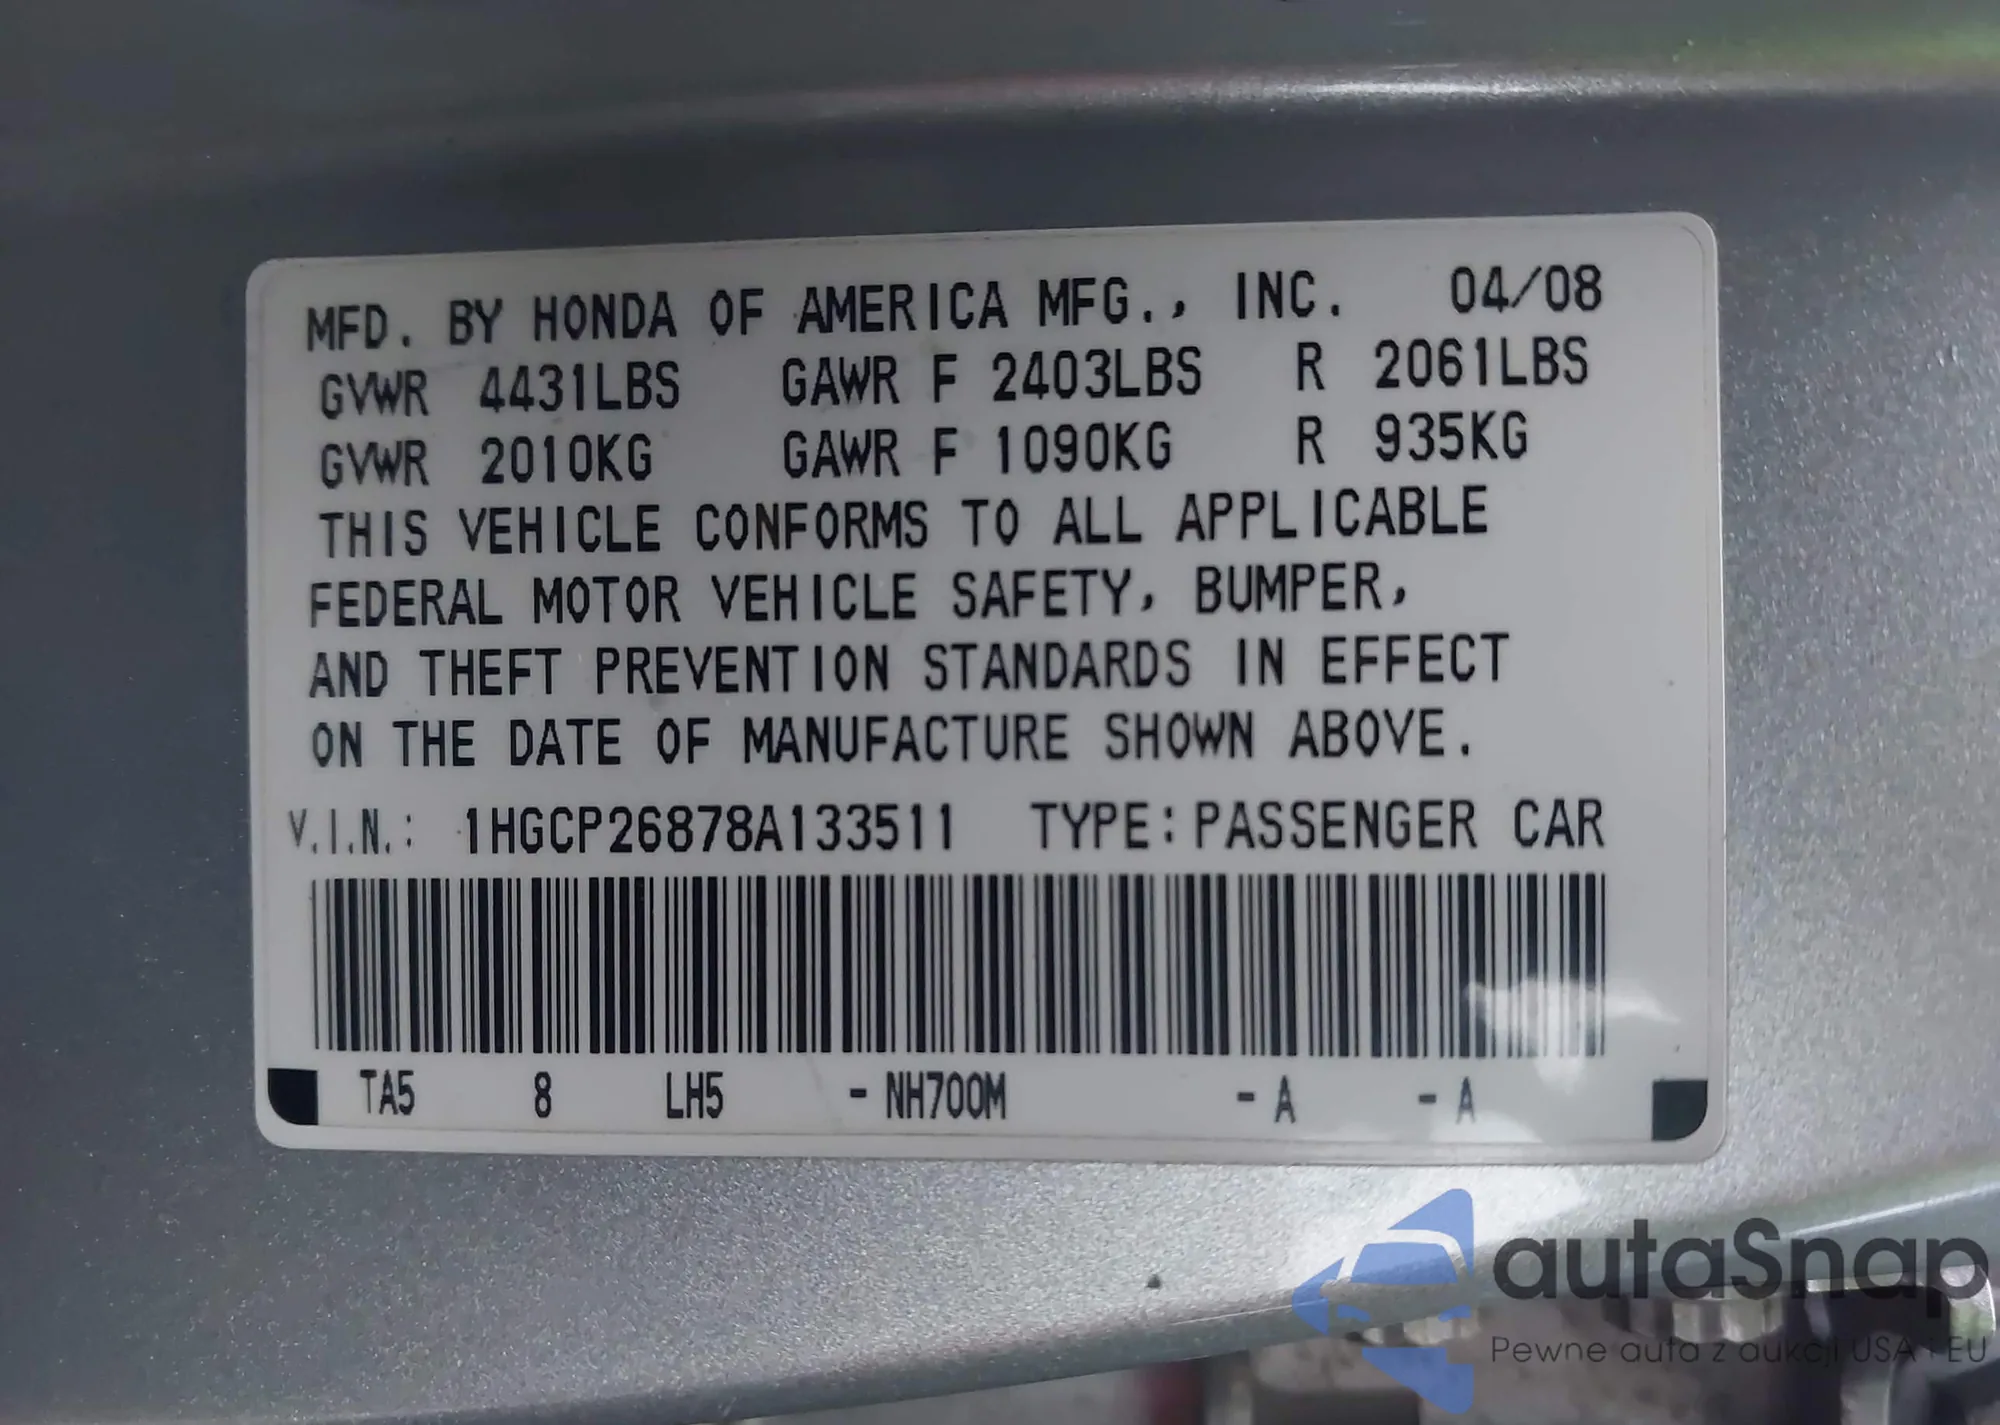 MFD. BY HONDA OF AMERICA MFG., INC. 04/08
GVWR 4431LBS GAWR F 2403LBS R 2061LBS
GVWR 2010KG GAWR F 1090KG R 935KG
THIS VEHICLE CONFORMS TO ALL APPLICABLE
FEDERAL MOTOR VEHICLE SAFETY, BUMPER,
AND THEFT PREVENTION STANDARDS IN EFFECT
ON THE DATE OF MANUFACTURE SHOWN ABOVE.
V.I.N.: 1HGCP26878A133511 TYPE:PASSENGER CAR
TA5 8 LH5 -NH700M -A -A
autaSnap
Pewne auta z aukcji USA i EU